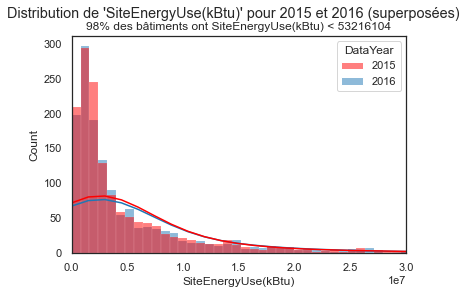 Distribution de 'SiteEnergyUse(kBtu)' pour 2015 et 2016 (superposées)
98% des bâtiments ont SiteEnergyUse(kBtu) < 53216104
DataYear
2015
2016
Count
300
250
200
150
100
50
0
0.0 0.5 1.0 1.5 2.0 2.5 3.0
1e7
SiteEnergyUse(kBtu)